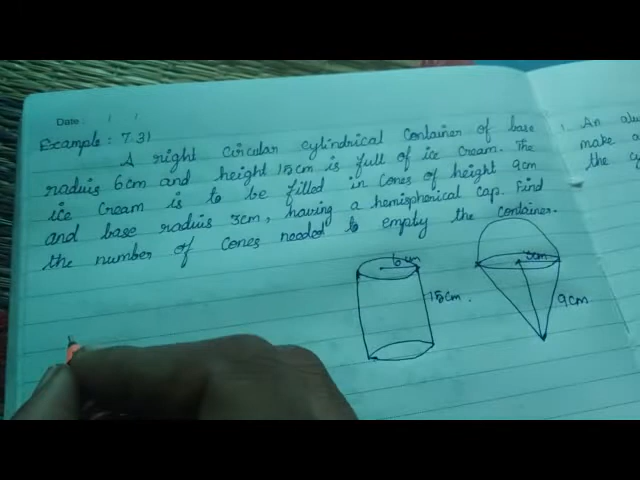 Date : / /
Example : 7.31
A right circular cylindrical container of base
radius 6cm and height 15cm is full of ice cream. The
ice cream is to be filled in cones of height 9cm
and base radius 3cm, having a hemispherical cap. Find
the number of cones needed to empty the container.
6cm
15cm.
3cm
9cm
An
make a
the cy